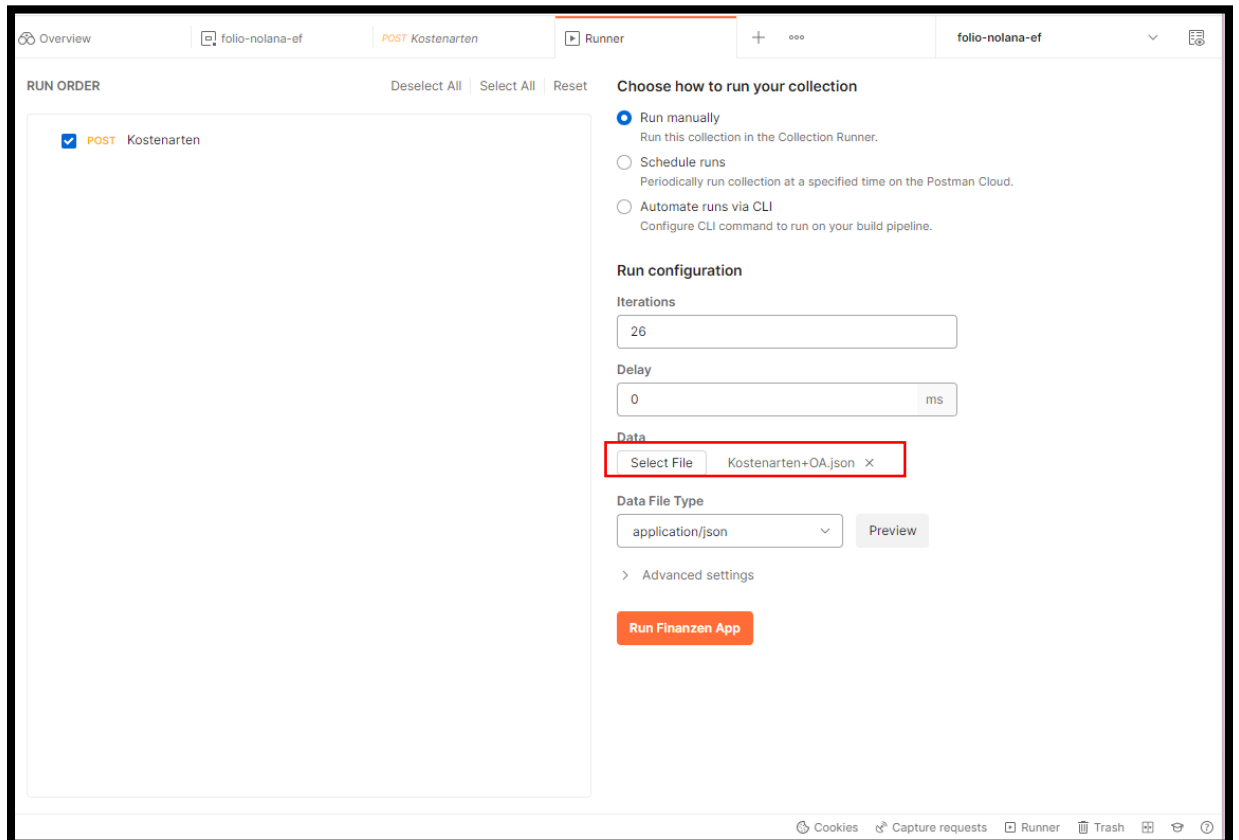 Overview
folio-nolana-ef
POST Kostenarten
Runner
folio-nolana-ef
RUN ORDER
Deselect All
Select All
Reset
POST Kostenarten
Choose how to run your collection
Run manually
Run this collection in the Collection Runner.
Schedule runs
Periodically run collection at a specified time on the Postman Cloud.
Automate runs via CLI
Configure CLI command to run on your build pipeline.
Run configuration
Iterations
26
Delay
0 ms
Data
Select File Kostenarten+OA.json
Data File Type
application/json
Preview
Advanced settings
Run Finanzen App
Cookies
Capture requests
Runner
Trash